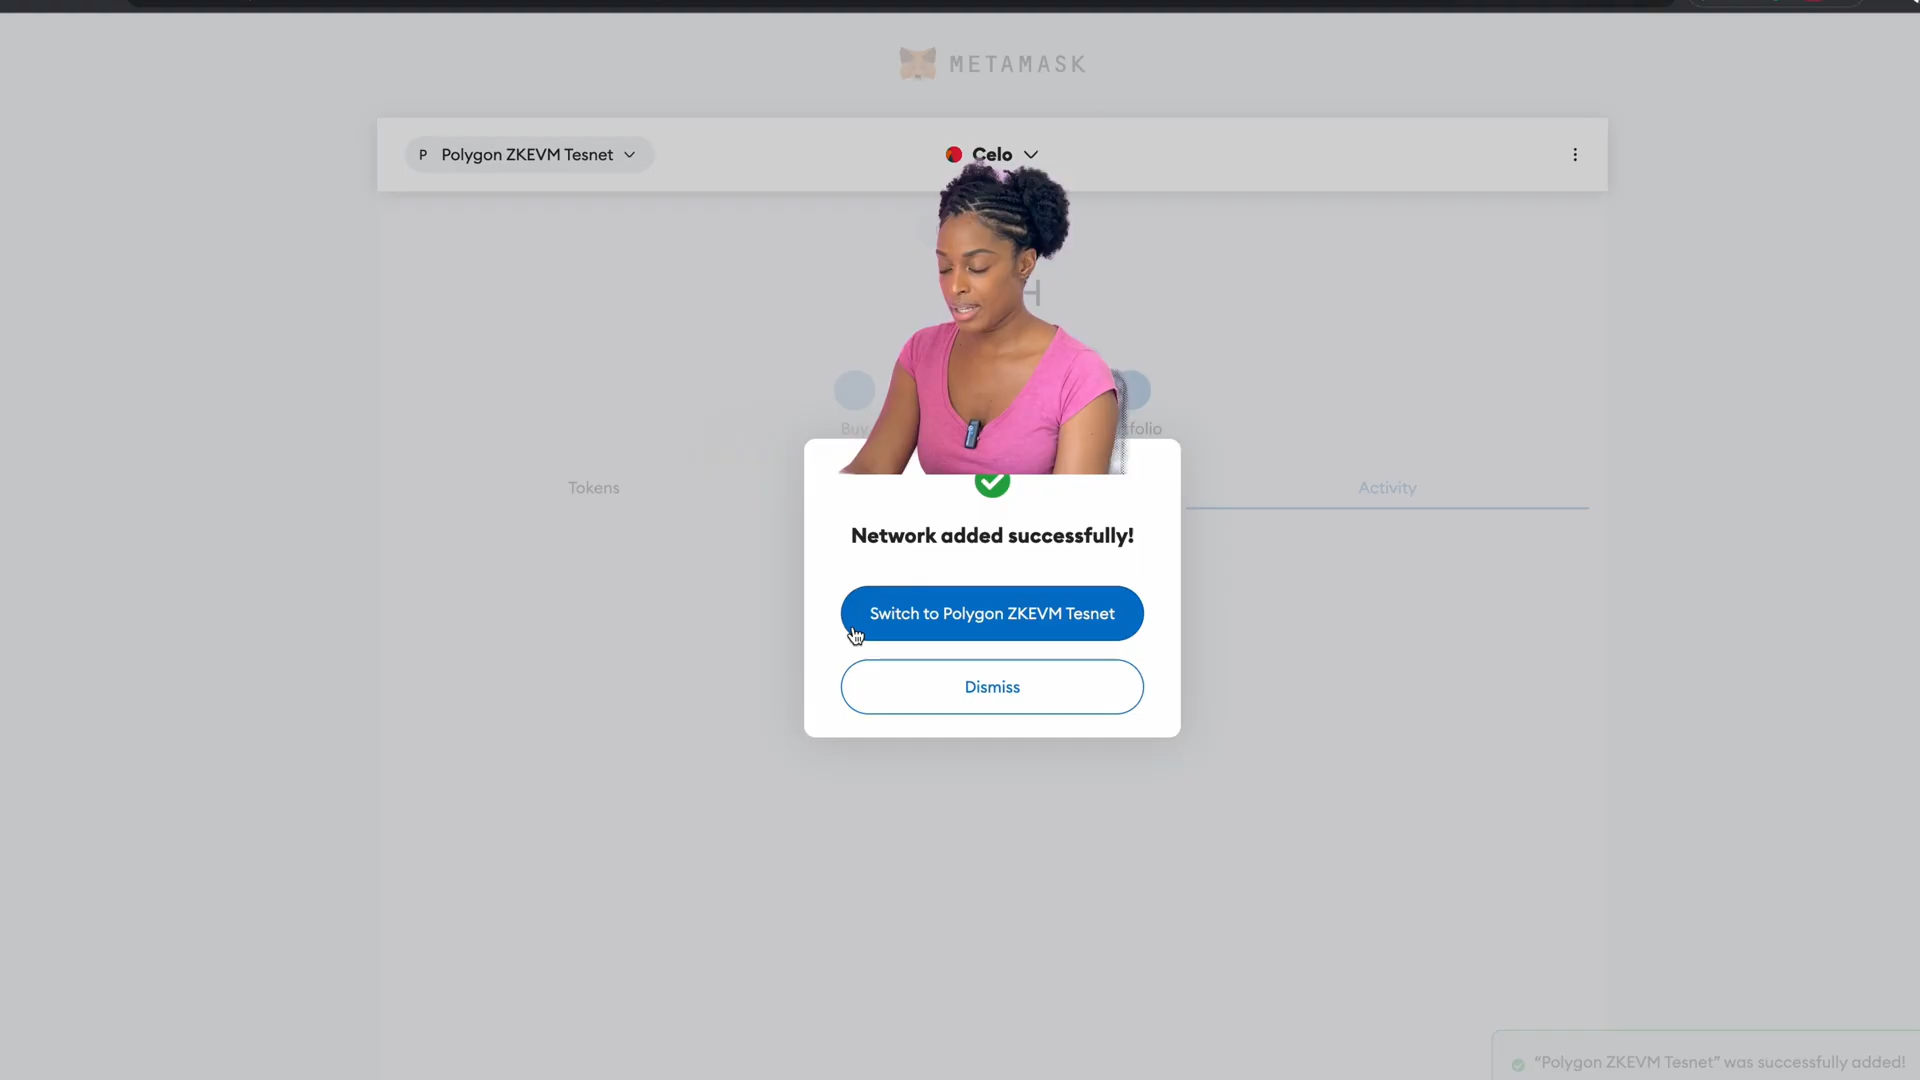 METAMASK
P Polygon ZKEVM Tesnet
Celo
H
Buy
folio
Tokens
Activity
Network added successfully!
Switch to Polygon ZKEVM Tesnet
Dismiss
“Polygon ZKEVM Tesnet” was successfully added!